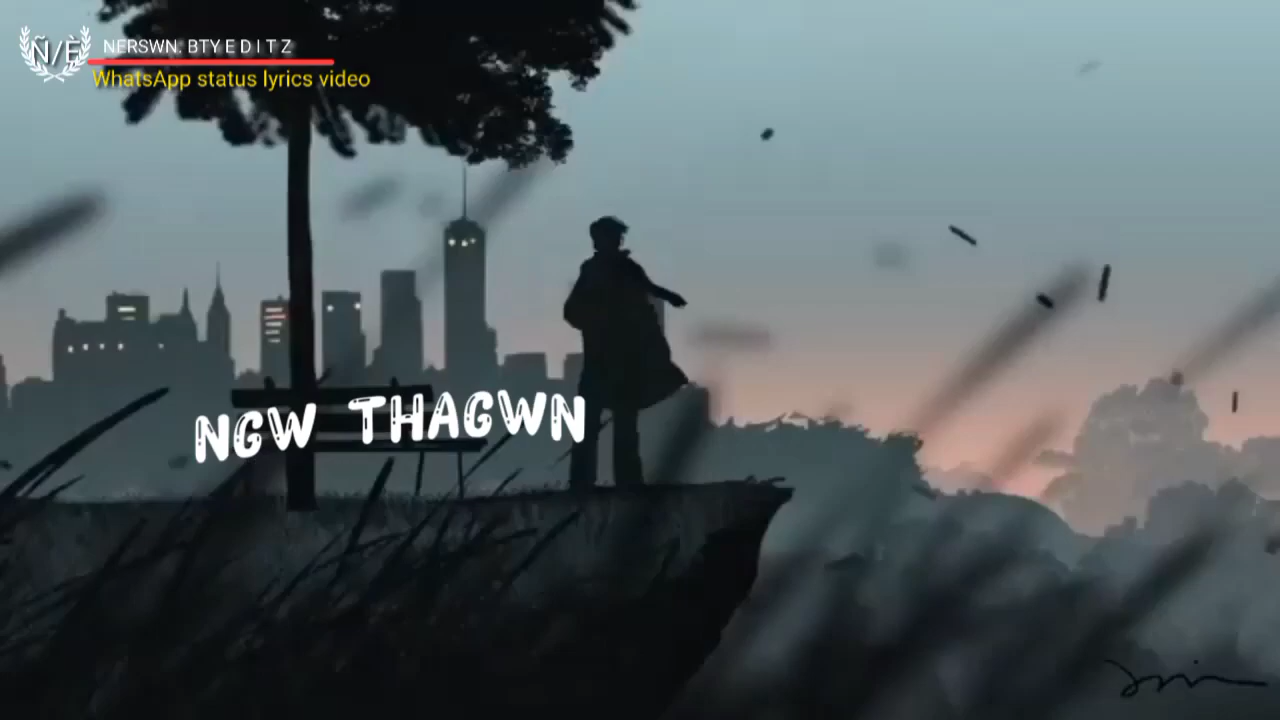 Ñ/È
NERSWN. BTY E D I T Z
WhatsApp status lyrics video
NGW THAGWN